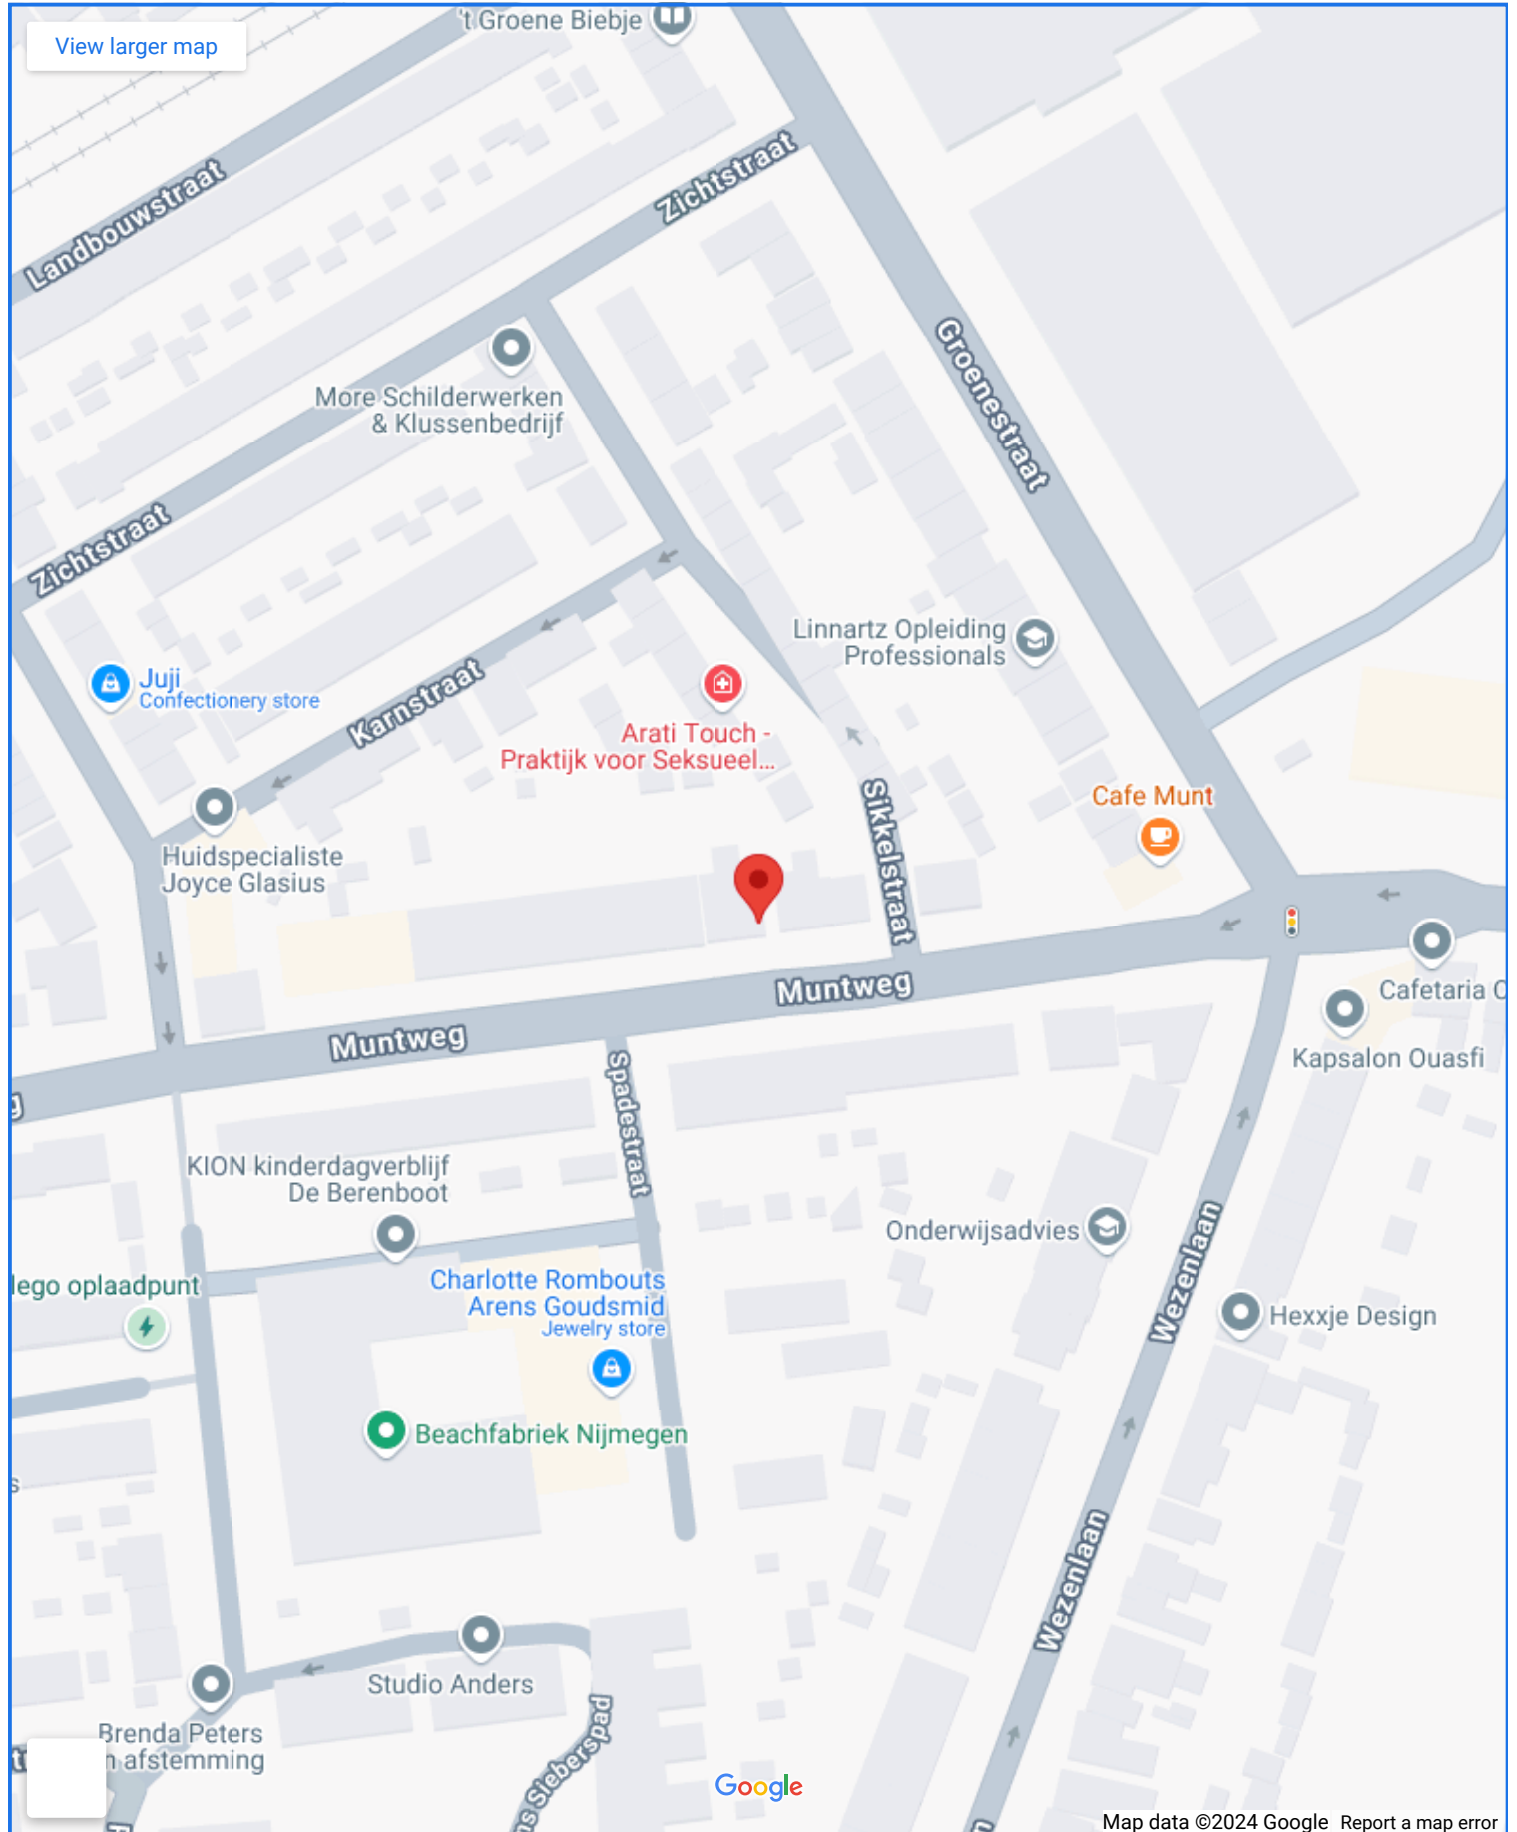 't Groene Biebje
View larger map
Landbouwstraat
Zichtstraat
Groenestraat
More Schilderwerken
& Klussenbedrijf
Zichtstraat
Linnartz Opleiding
Professionals
Juji
Confectionery store
Karnstraat
Arati Touch -
Praktijk voor Seksueel...
Sikkelstraat
Cafe Munt
Huidspecialiste
Joyce Glasius
Muntweg
Cafetaria C
Muntweg
Kapsalon Ouasfi
g
Spadestraat
KION kinderdagverblijf
De Berenboot
Onderwijsadvies
Wezenlaan
lego oplaadpunt
Charlotte Rombouts
Arens Goudsmid
Jewelry store
Hexxje Design
Beachfabriek Nijmegen
s
Wezenlaan
Studio Anders
Brenda Peters
n afstemming
ns Sieberspad
Google
n
Map data ©2024 Google Report a map error